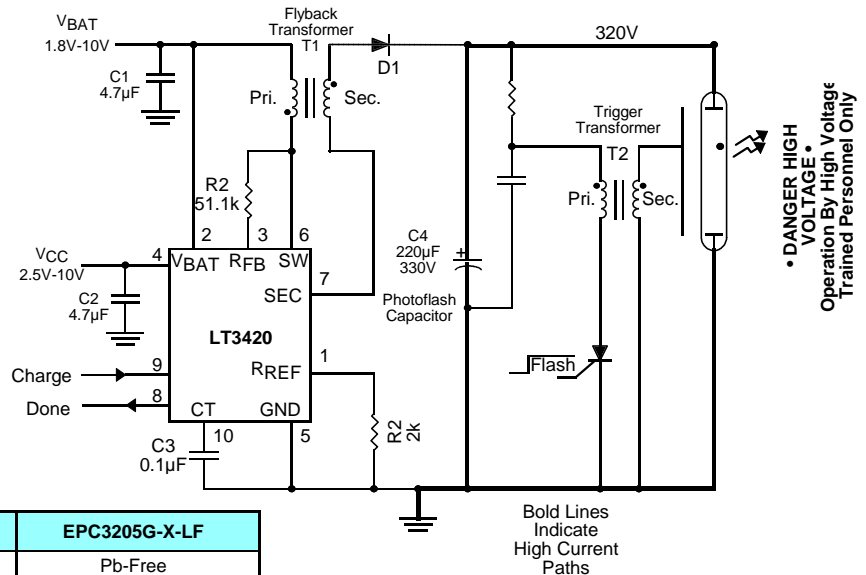 Flyback
Transformer
T1
VBAT
1.8V-10V
320V
C1
4.7µF
D1
Pri.
Sec.
Trigger
Transformer
T2
Pri.
Sec.
• DANGER HIGH
VOLTAGE •
Operation By High Voltage
Trained Personnel Only
R2
51.1k
2
3
6
C4
220µF
330V
+
Photoflash
Capacitor
VCC
2.5V-10V
4
VBAT
RFB
SW
7
SEC
C2
4.7µF
LT3420
1
RREF
Flash
Charge
9
Done
8
CT
GND
10
5
R2
2k
C3
0.1µF
Bold Lines
Indicate
High Current
Paths
EPC3205G-X-LF
Pb-Free